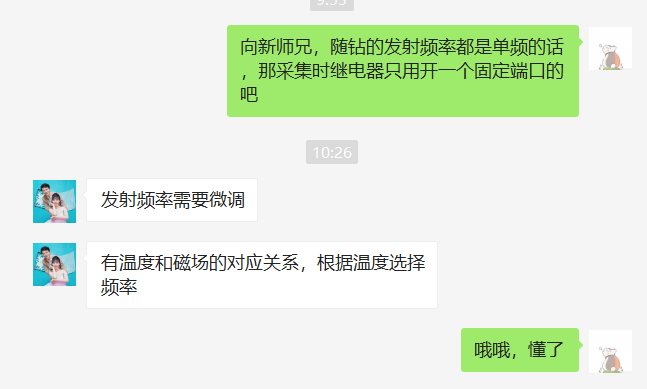 9:55
向新师兄，随钻的发射频率都是单频的话
，那采集时继电器只用开一个固定端口的
吧
10:26
发射频率需要微调
有温度和磁场的对应关系，根据温度选择
频率
哦哦，懂了